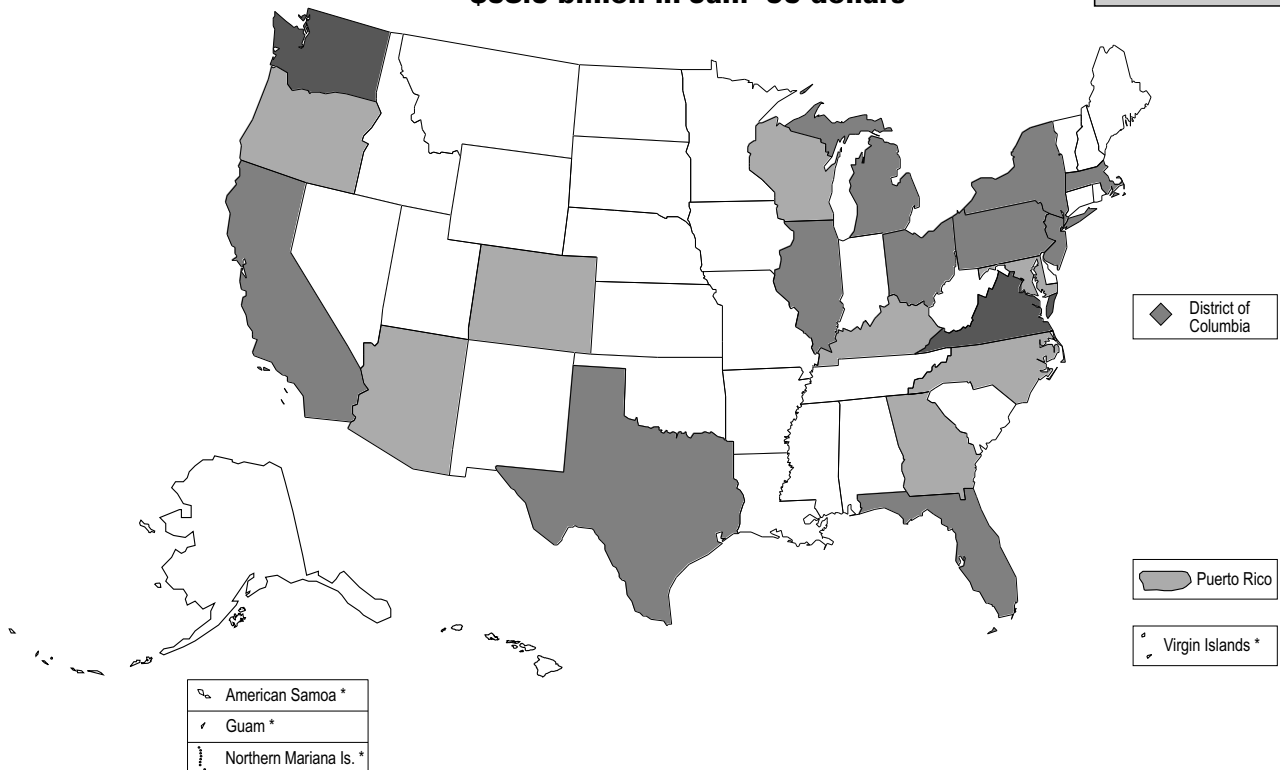 District of
Columbia
Puerto Rico
Virgin Islands *
American Samoa *
Guam *
Northern Mariana Is. *